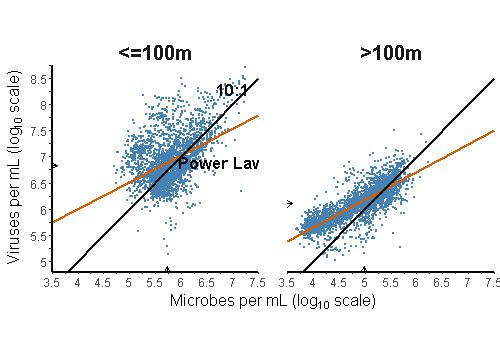 <=100m >100m
Viruses per mL (log10 scale)
8.5
8
7.5
7
6.5
6
5.5
5
10:1
Power Law
3.5 4 4.5 5 5.5 6 6.5 7 7.5 3.5 4 4.5 5 5.5 6 6.5 7 7.5
Microbes per mL (log10 scale)